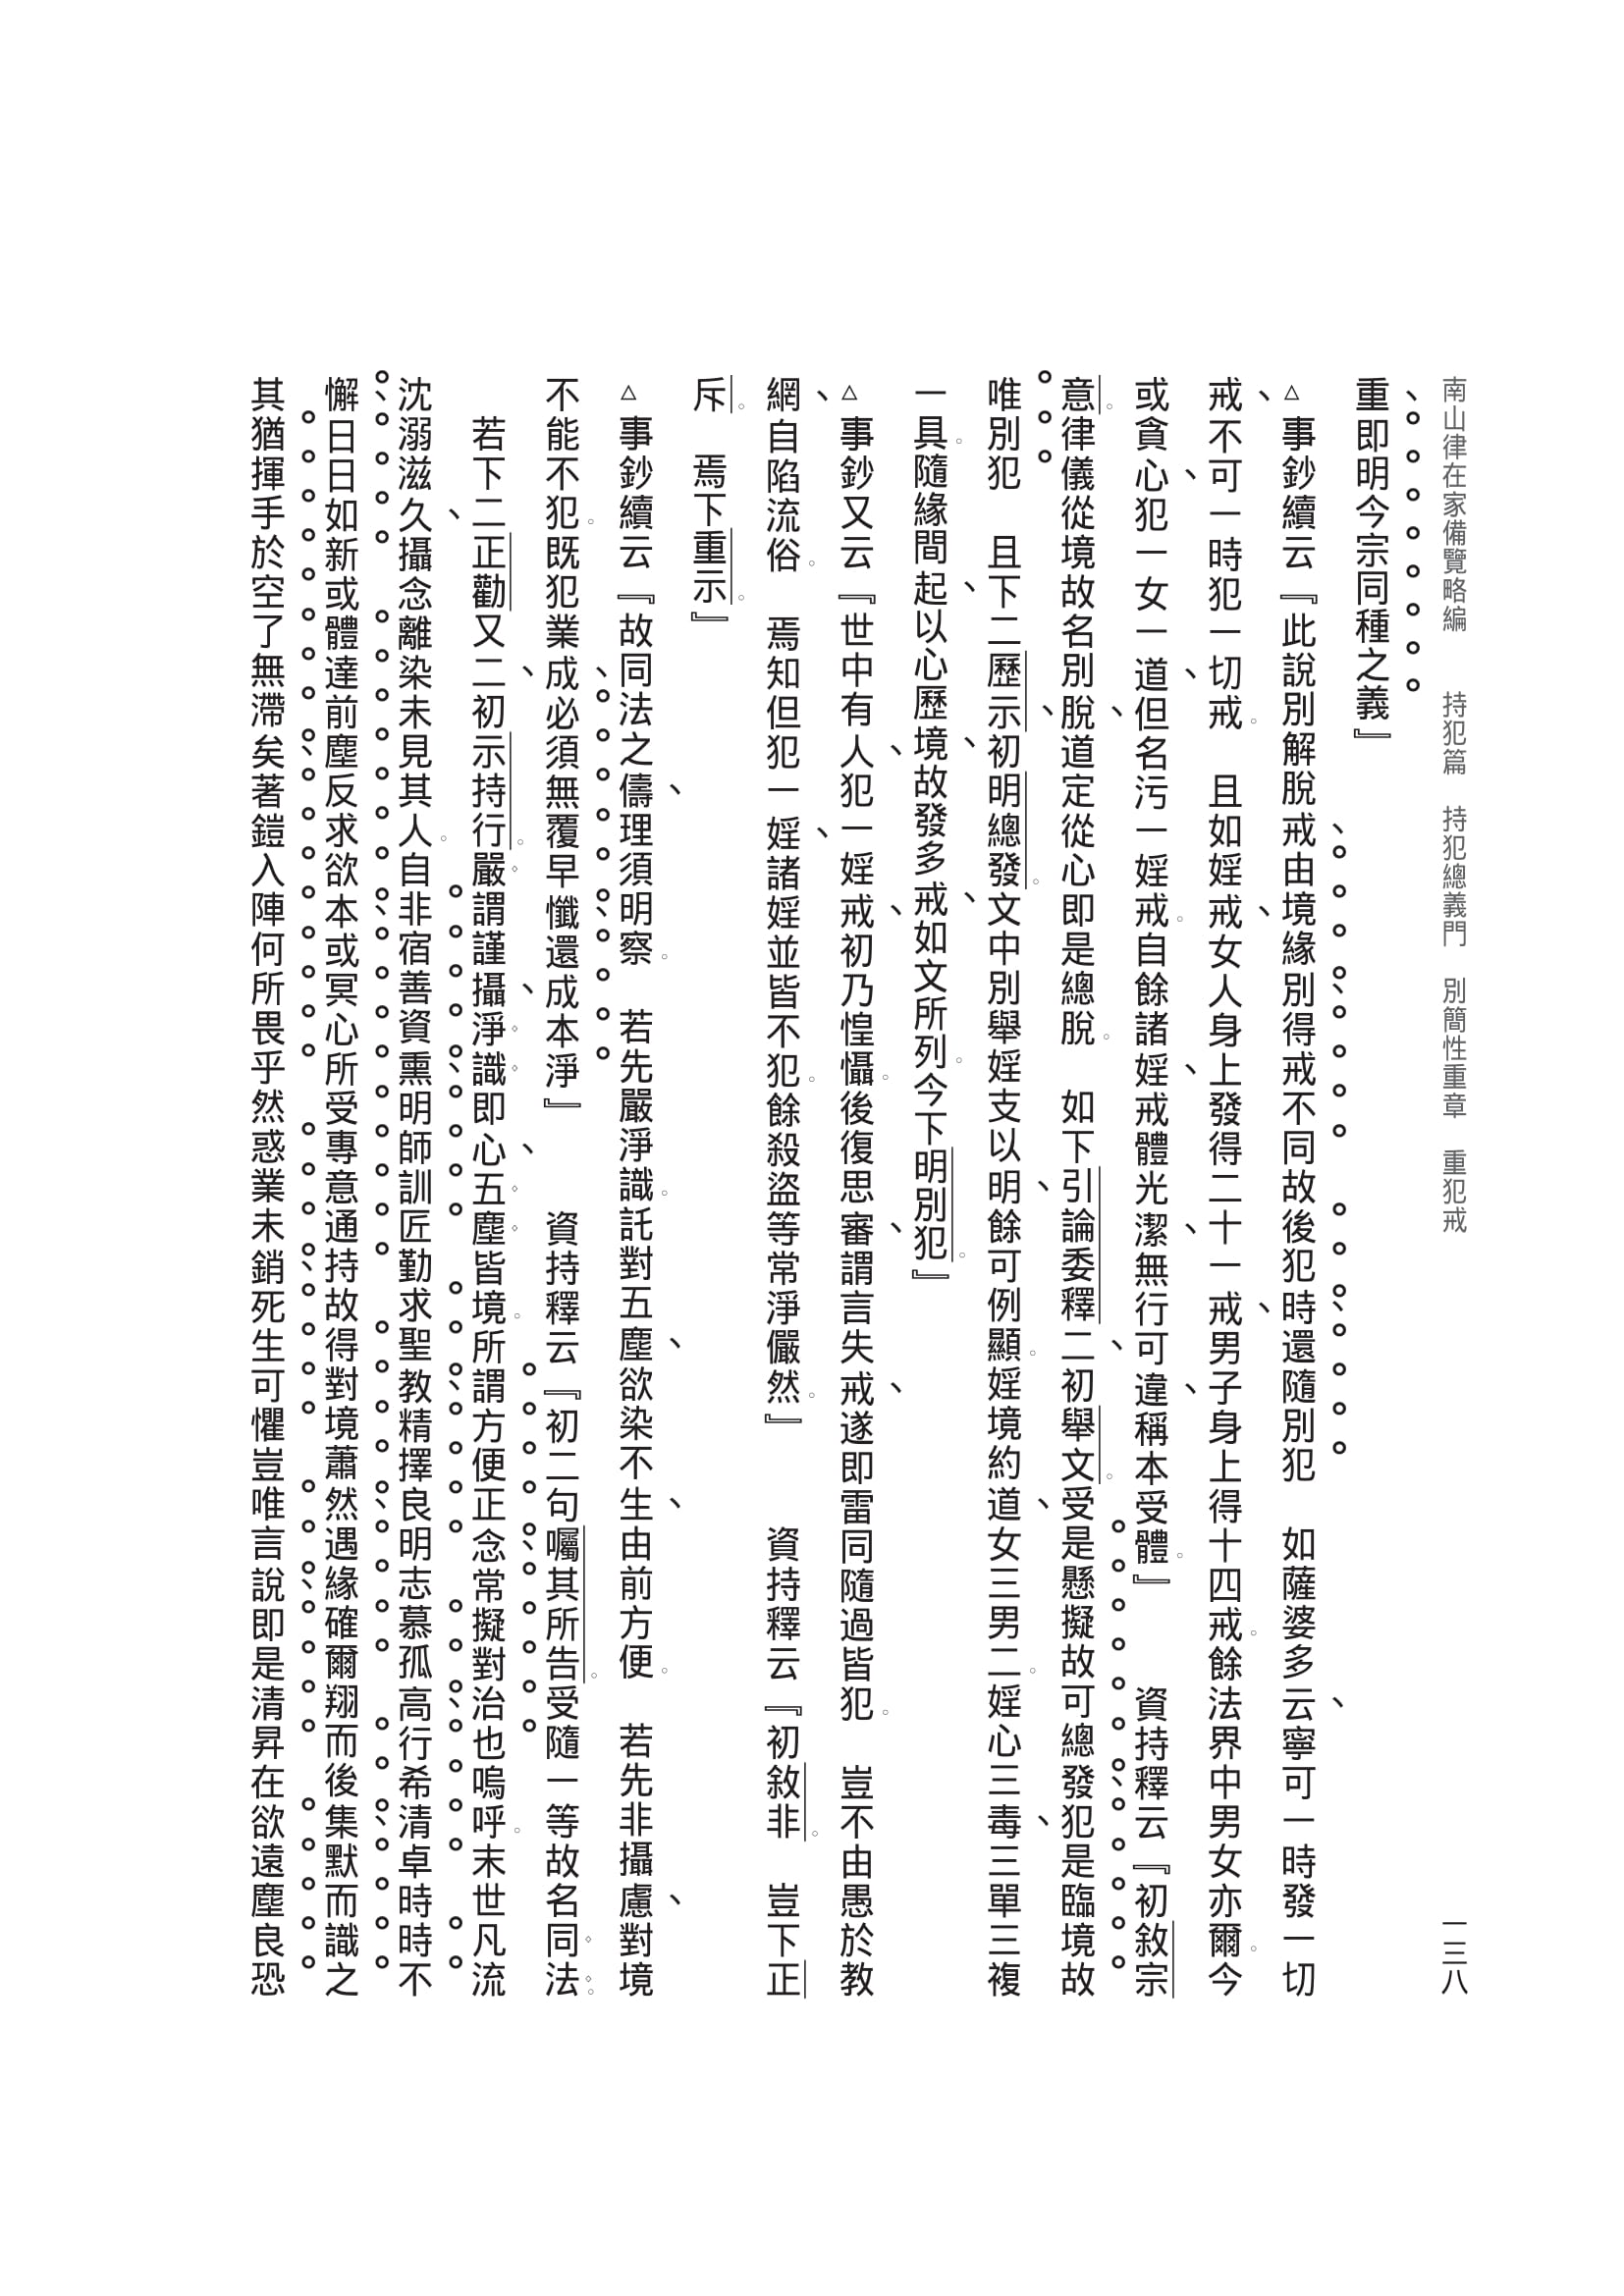 南山律在家備覽略編　　持犯篇　持犯總義門　別簡性重章　重犯戒　一三八
重即明今宗同種之義』
△事鈔續云『此說別解脫戒由境緣別得戒不同故後犯時還隨別犯　如薩婆多云寧可一時發一切
戒不可一時犯一切戒。　且如婬戒女人身上發得二十一戒男子身上得十四戒。餘法界中男女亦爾。今
或貪心犯一女一道但名污一婬戒。自餘諸婬戒體光潔無行可違稱本受體。』　　資持釋云『初敘宗
意。律儀從境故名別脫道定從心即是總脫。　如下引論委釋二初舉文。受是懸擬故可總發犯是臨境故
唯別犯　且下二歷示初明總發。文中別舉婬支以明餘可例顯。婬境約道女三男二。婬心三毒三單三複
一具。隨緣間起以心歷境故發多戒如文所列。今下明別犯。』
△事鈔又云『世中有人犯一婬戒初乃惶懾。後復思審謂言失戒遂即雷同隨過皆犯。　豈不由愚於教
網自陷流俗。　焉知但犯一婬諸婬並皆不犯。餘殺盜等常淨儼然。』　　資持釋云『初敘非。　豈下正
斥。　焉下重示。』
△事鈔續云『故同法之儔理須明察。　若先嚴淨識。託對五塵欲染不生由前方便。　若先非攝慮對境
不能不犯。既犯業成必須無覆早懺還成本淨』　　資持釋云『初二句囑其所告。受隨一等故名同法。
若下二正勸又二初示持行。嚴謂謹攝淨識即心五塵皆境。所謂方便正念常擬對治也嗚呼。末世凡流
沈溺滋久攝念離染未見其人。自非宿善資熏明師訓匠勤求聖教精擇良明志慕孤高行希清卓時時不
懈日日如新或體達前塵反求欲本或冥心所受專意通持故得對境蕭然遇緣確爾翔而後集默而識之
其猶揮手於空了無滯矣著鎧入陣何所畏乎然惑業未銷死生可懼豈唯言說即是清昇在欲遠塵良恐